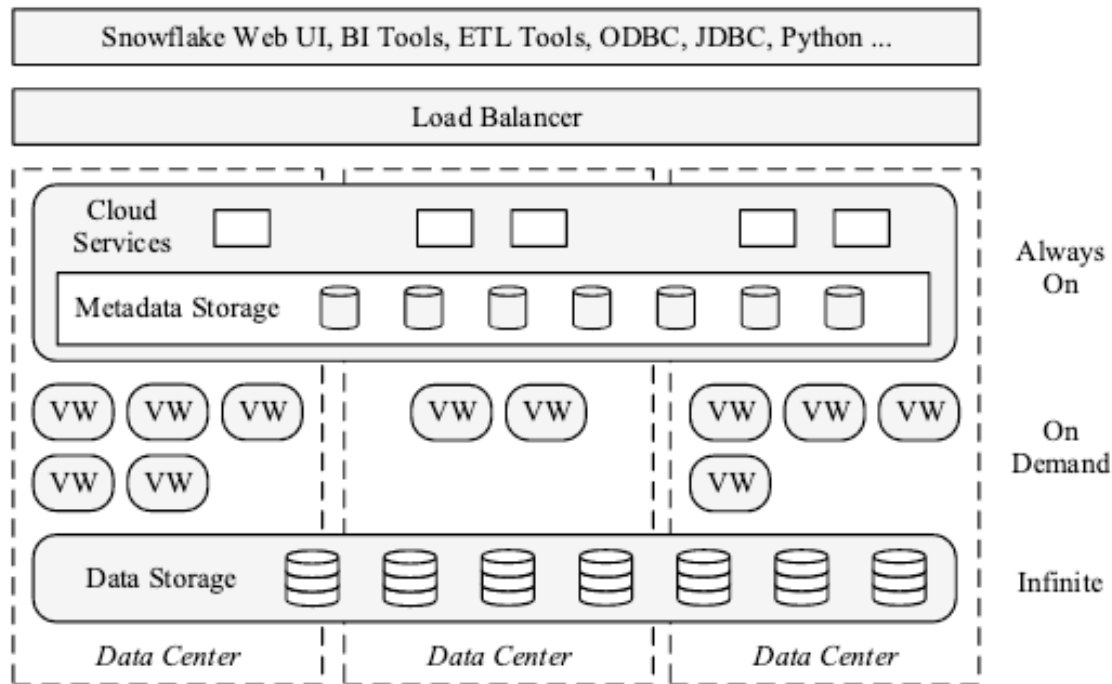 Snowflake Web UI, BI Tools, ETL Tools, ODBC, JDBC, Python ...
Load Balancer
Cloud
Services
Always
On
Metadata Storage
VW VW VW VW VW VW VW VW
On
Demand
VW VW VW
Data Storage
Infinite
Data Center Data Center Data Center